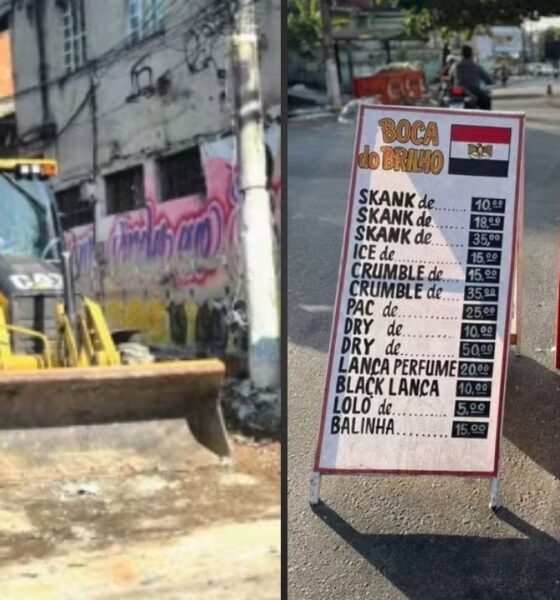 CAT
BOCA
do BRILHO
SKANK de....... 10,00
SKANK de....... 18,00
SKANK de....... 35,00
ICE de........... 15,00
CRUMBLE de.... 15,00
CRUMBLE de.... 35,00
PAC de........... 25,00
DRY de........... 10,00
DRY de........... 50,00
LANÇA PERFUME 20,00
BLACK LANÇA 10,00
LOLÓ de.......... 5,00
BALINHA.......... 15,00